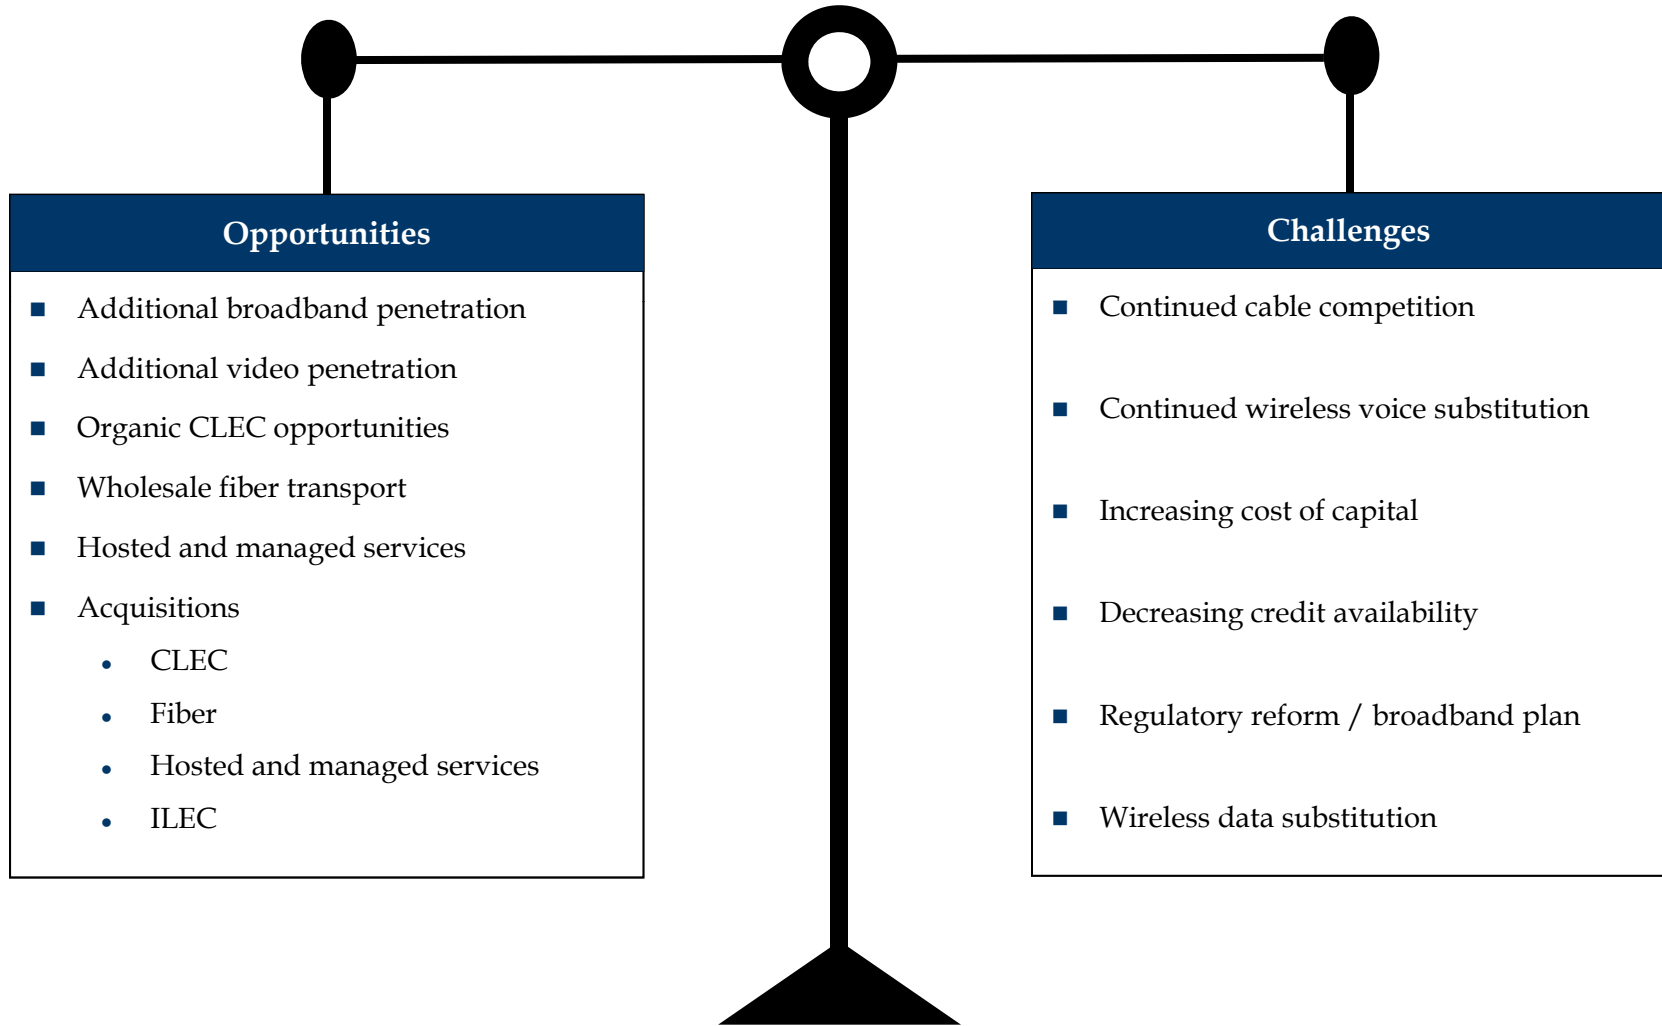 Opportunities
Additional broadband penetration
Additional video penetration
Organic CLEC opportunities
Wholesale fiber transport
Hosted and managed services
Acquisitions
CLEC
Fiber
Hosted and managed services
ILEC
Challenges
Continued cable competition
Continued wireless voice substitution
Increasing cost of capital
Decreasing credit availability
Regulatory reform / broadband plan
Wireless data substitution